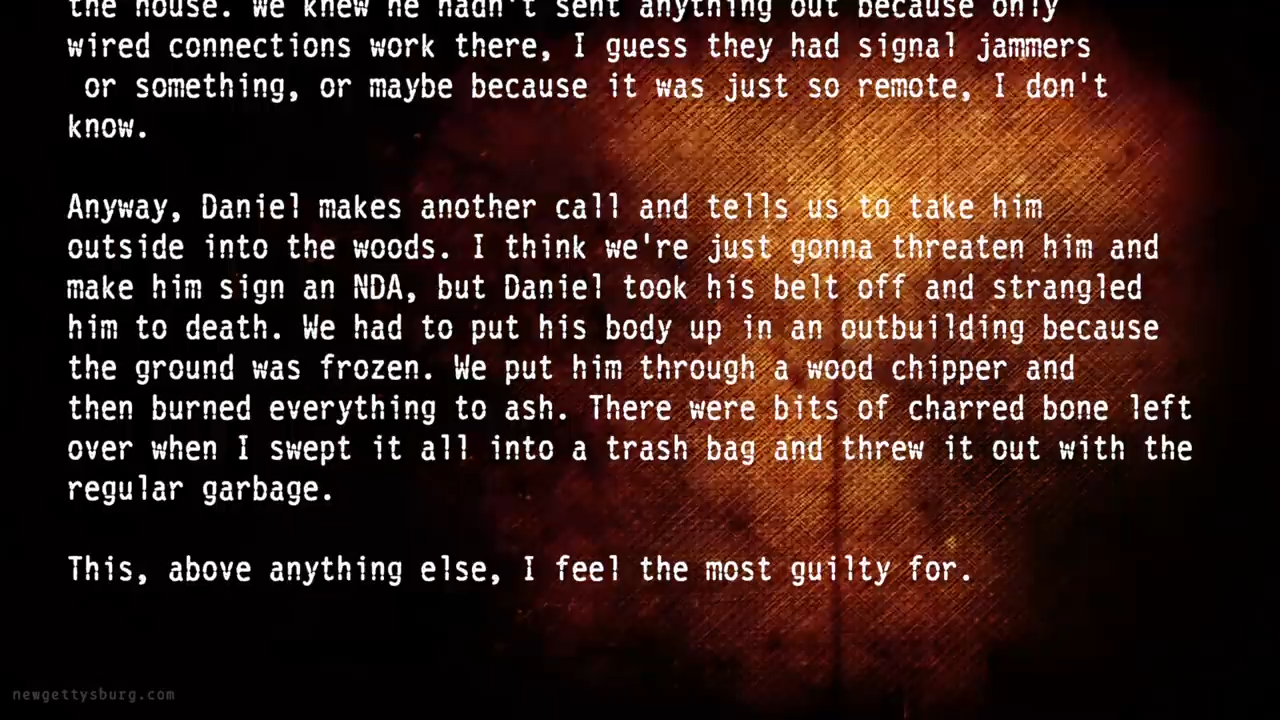 the house. We knew he hadn't sent anything out because only
wired connections work there, I guess they had signal jammers
or something, or maybe because it was just so remote, I don't
know.
Anyway, Daniel makes another call and tells us to take him
outside into the woods. I think we're just gonna threaten him and
make him sign an NDA, but Daniel took his belt off and strangled
him to death. We had to put his body up in an outbuilding because
the ground was frozen. We put him through a wood chipper and
then burned everything to ash. There were bits of charred bone left
over when I swept it all into a trash bag and threw it out with the
regular garbage.
This, above anything else, I feel the most guilty for.
newgettysburg.com